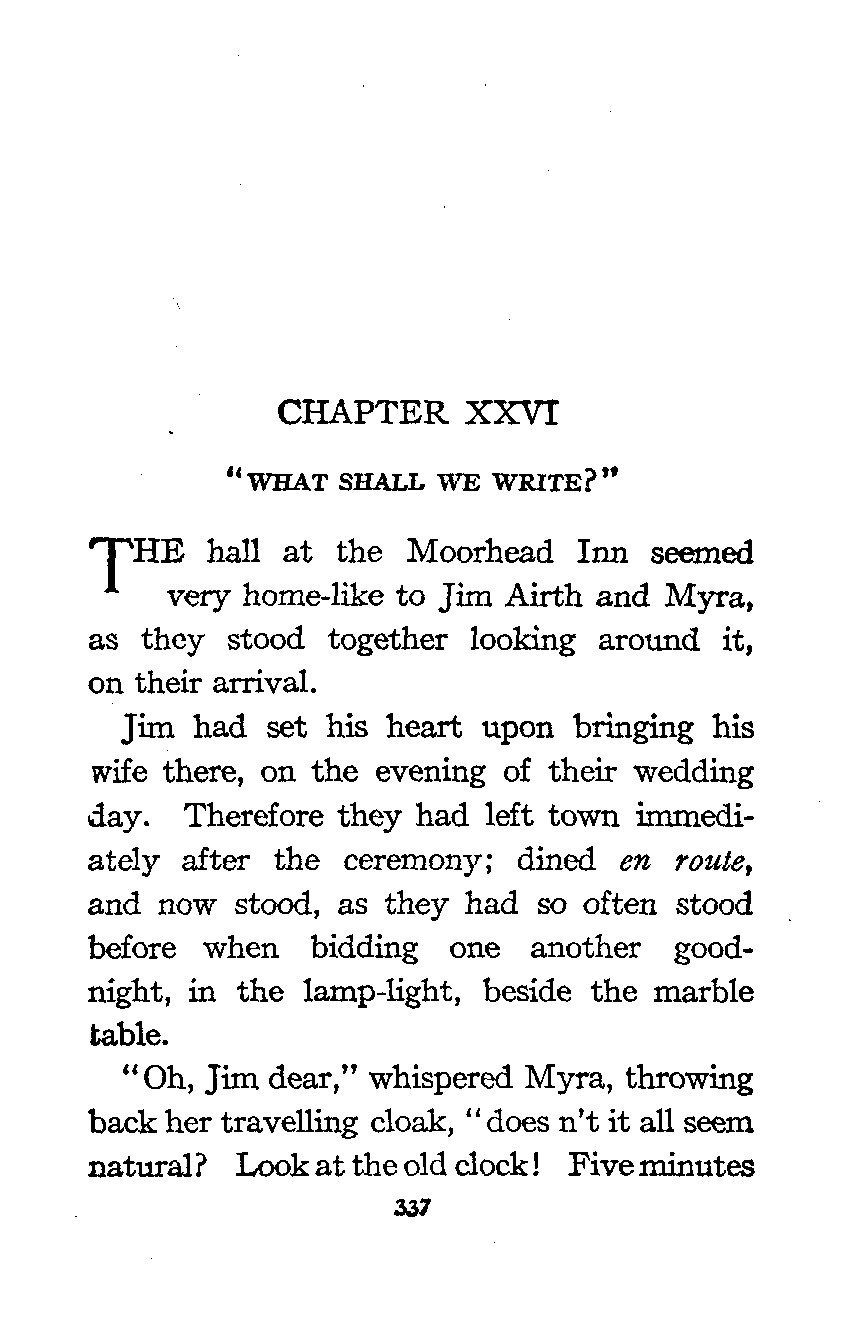 CHAPTER XXVI
“WHAT SHALL WE WRITE?”
THE hall at the Moorhead Inn seemed
very home-like to Jim Airth and Myra,
as they stood together looking around it,
on their arrival.
Jim had set his heart upon bringing his
wife there, on the evening of their wedding
day. Therefore they had left town immedi-
ately after the ceremony; dined en route,
and now stood, as they had so often stood
before when bidding one another good-
night, in the lamp-light, beside the marble
table.
“Oh, Jim dear,” whispered Myra, throwing
back her travelling cloak, “does n't it all seem
natural? Look at the old clock! Five minutes
337